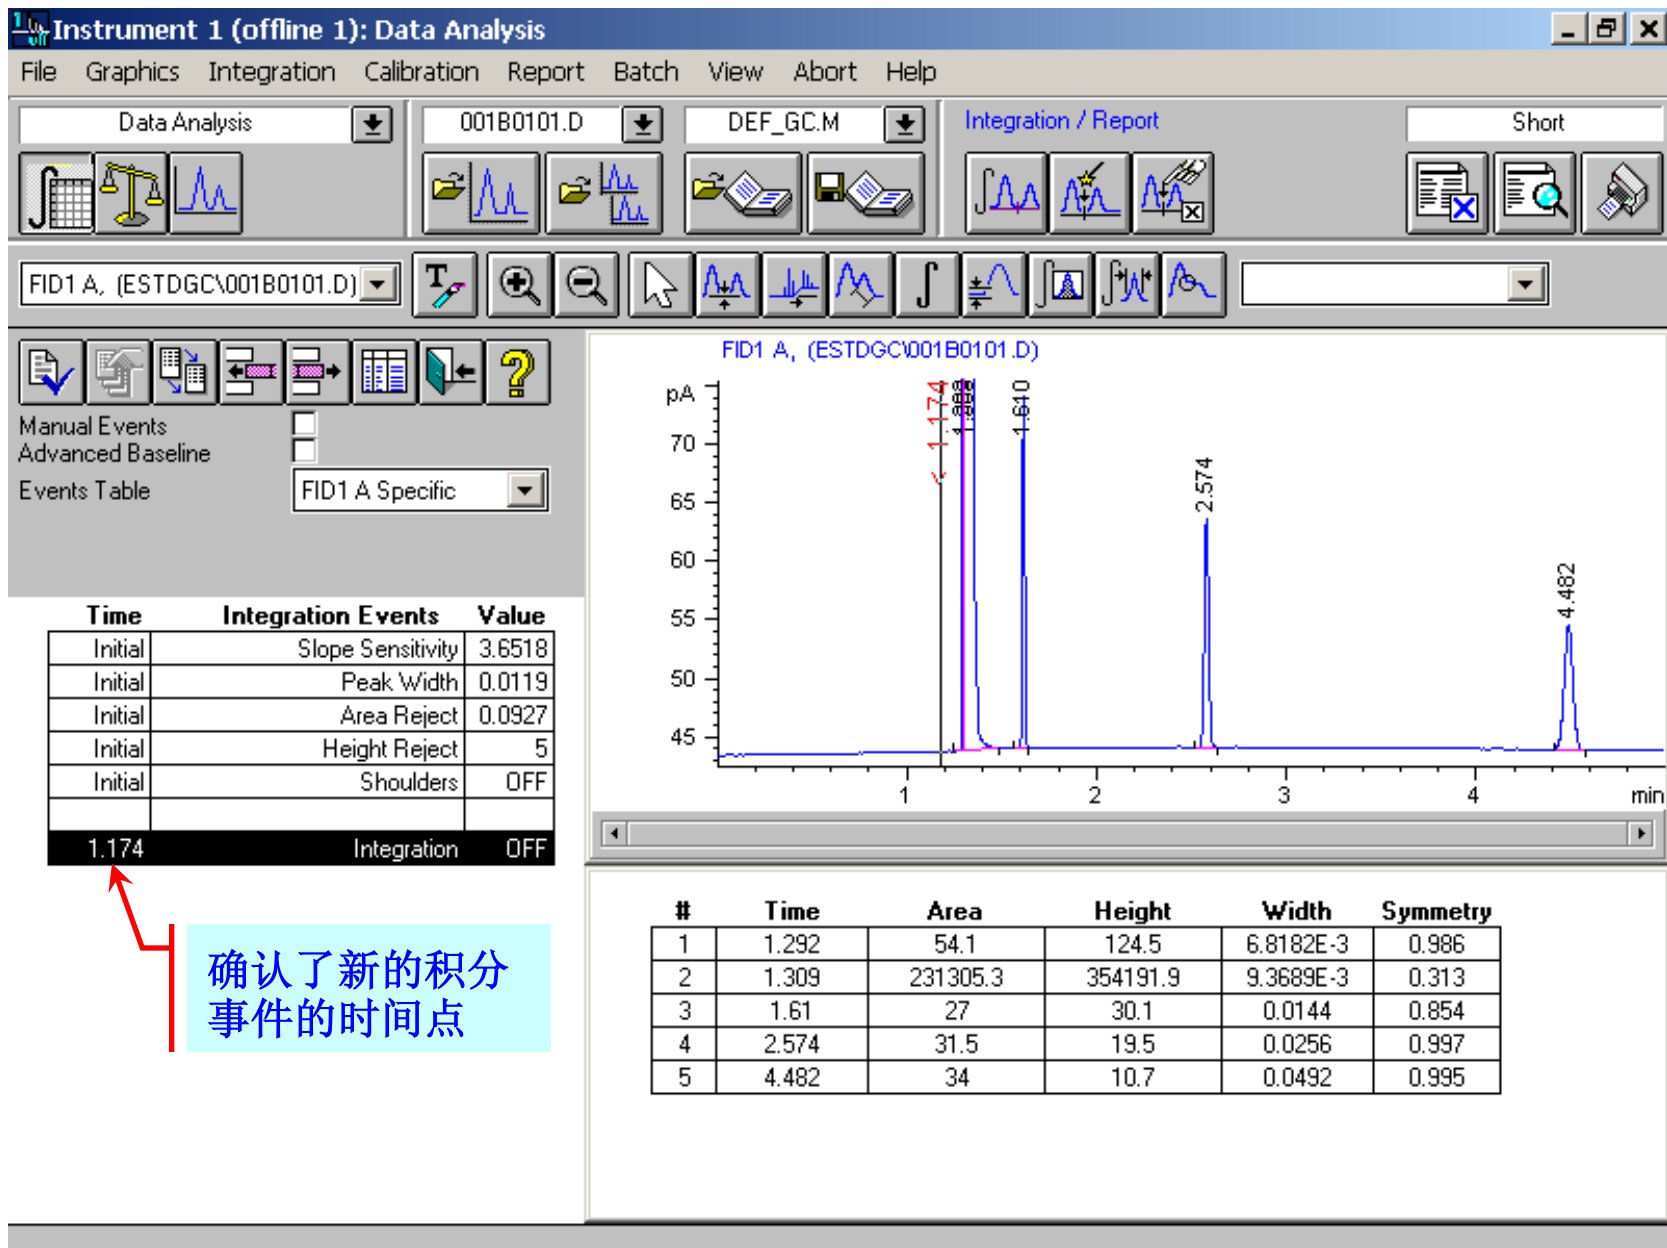 Instrument 1 (offline 1): Data Analysis
File Graphics Integration Calibration Report Batch View Abort Help
Data Analysis 001B0101.D DEF_GC.M Integration / Report Short
FID1 A, (ESTDGC\001B0101.D)
Manual Events
Advanced Baseline
Events Table FID1 A Specific
Time Integration Events Value
Initial Slope Sensitivity 3.6518
Initial Peak Width 0.0119
Initial Area Reject 0.0927
Initial Height Reject 5
Initial Shoulders OFF
1.174 Integration OFF
确认了新的积分
事件的时间点
FID1 A, (ESTDGC\001B0101.D)
pA
70
65
60
55
50
45
1.174
1.610
2.574
4.482
1 2 3 4 min
# Time Area Height Width Symmetry
1 1.292 54.1 124.5 6.8182E-3 0.986
2 1.309 231305.3 354191.9 9.3689E-3 0.313
3 1.61 27 30.1 0.0144 0.854
4 2.574 31.5 19.5 0.0256 0.997
5 4.482 34 10.7 0.0492 0.995